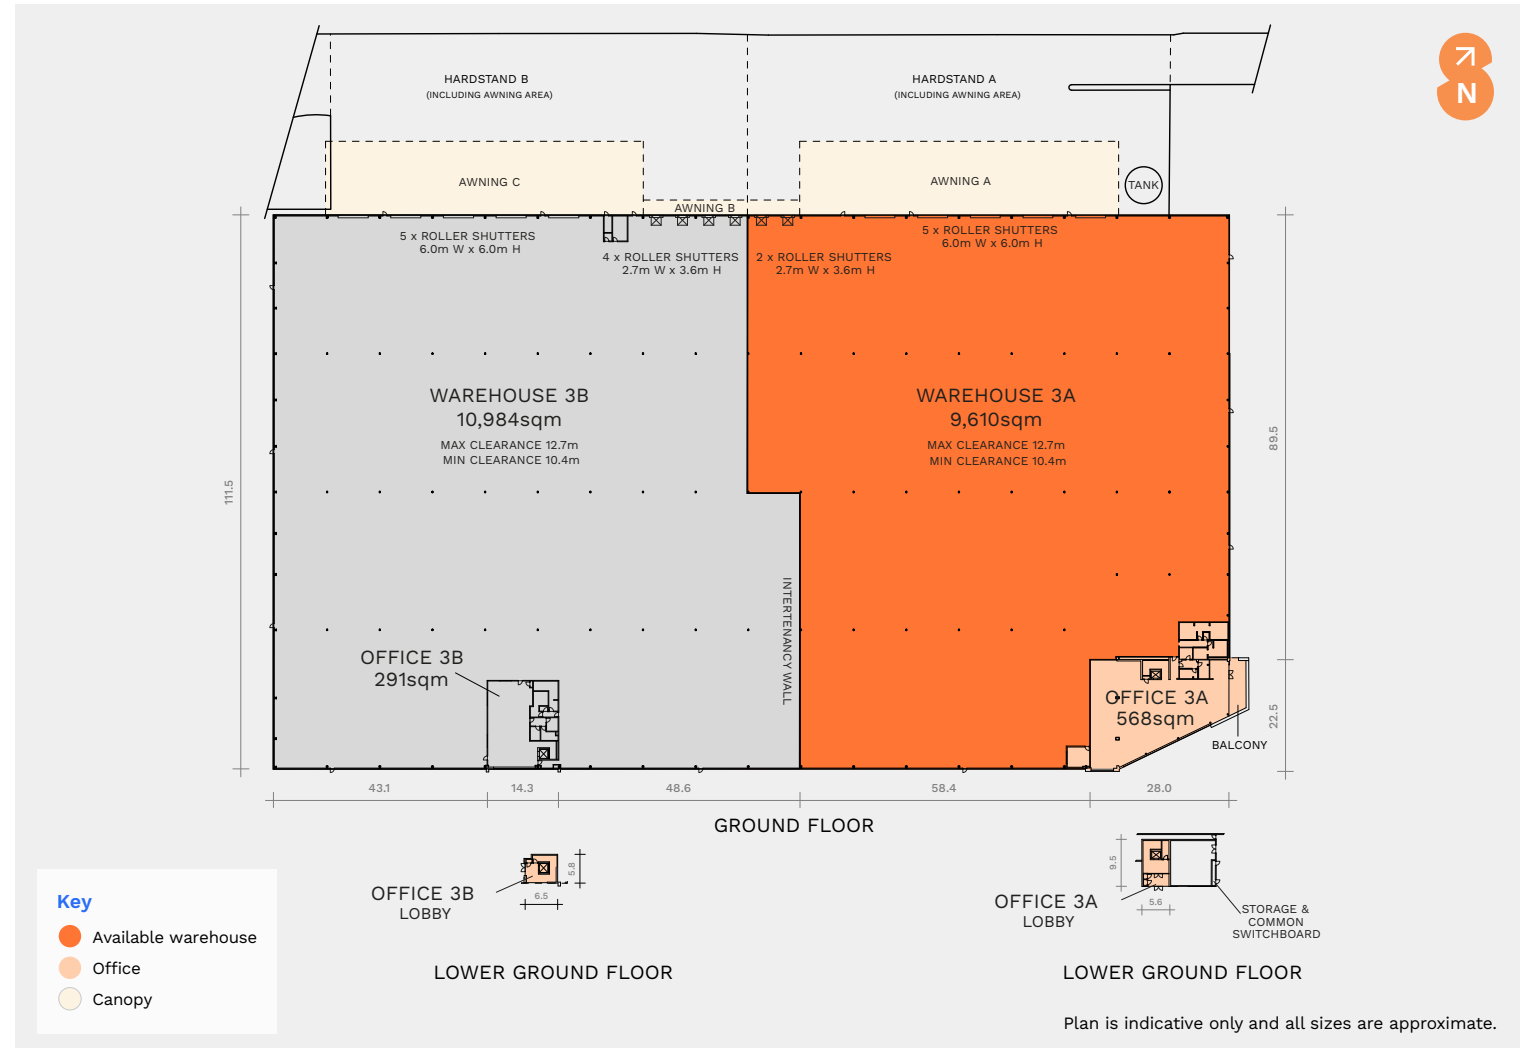 HARDSTAND B
(INCLUDING AWNING AREA)
HARDSTAND A
(INCLUDING AWNING AREA)
N
AWNING C
AWNING B
AWNING A
TANK
5 x ROLLER SHUTTERS
6.0m W x 6.0m H
4 x ROLLER SHUTTERS
2.7m W x 3.6m H
2 x ROLLER SHUTTERS
2.7m W x 3.6m H
5 x ROLLER SHUTTERS
6.0m W x 6.0m H
WAREHOUSE 3B
10,984sqm
MAX CLEARANCE 12.7m
MIN CLEARANCE 10.4m
WAREHOUSE 3A
9,610sqm
MAX CLEARANCE 12.7m
MIN CLEARANCE 10.4m
111.5
89.5
22.5
INTERTENANCY WALL
OFFICE 3B
291sqm
OFFICE 3A
568sqm
BALCONY
43.1
14.3
48.6
58.4
28.0
GROUND FLOOR
OFFICE 3B
LOBBY
5.8
6.5
LOWER GROUND FLOOR
OFFICE 3A
LOBBY
9.5
5.6
STORAGE &
COMMON
SWITCHBOARD
LOWER GROUND FLOOR
Key
Available warehouse
Office
Canopy
Plan is indicative only and all sizes are approximate.